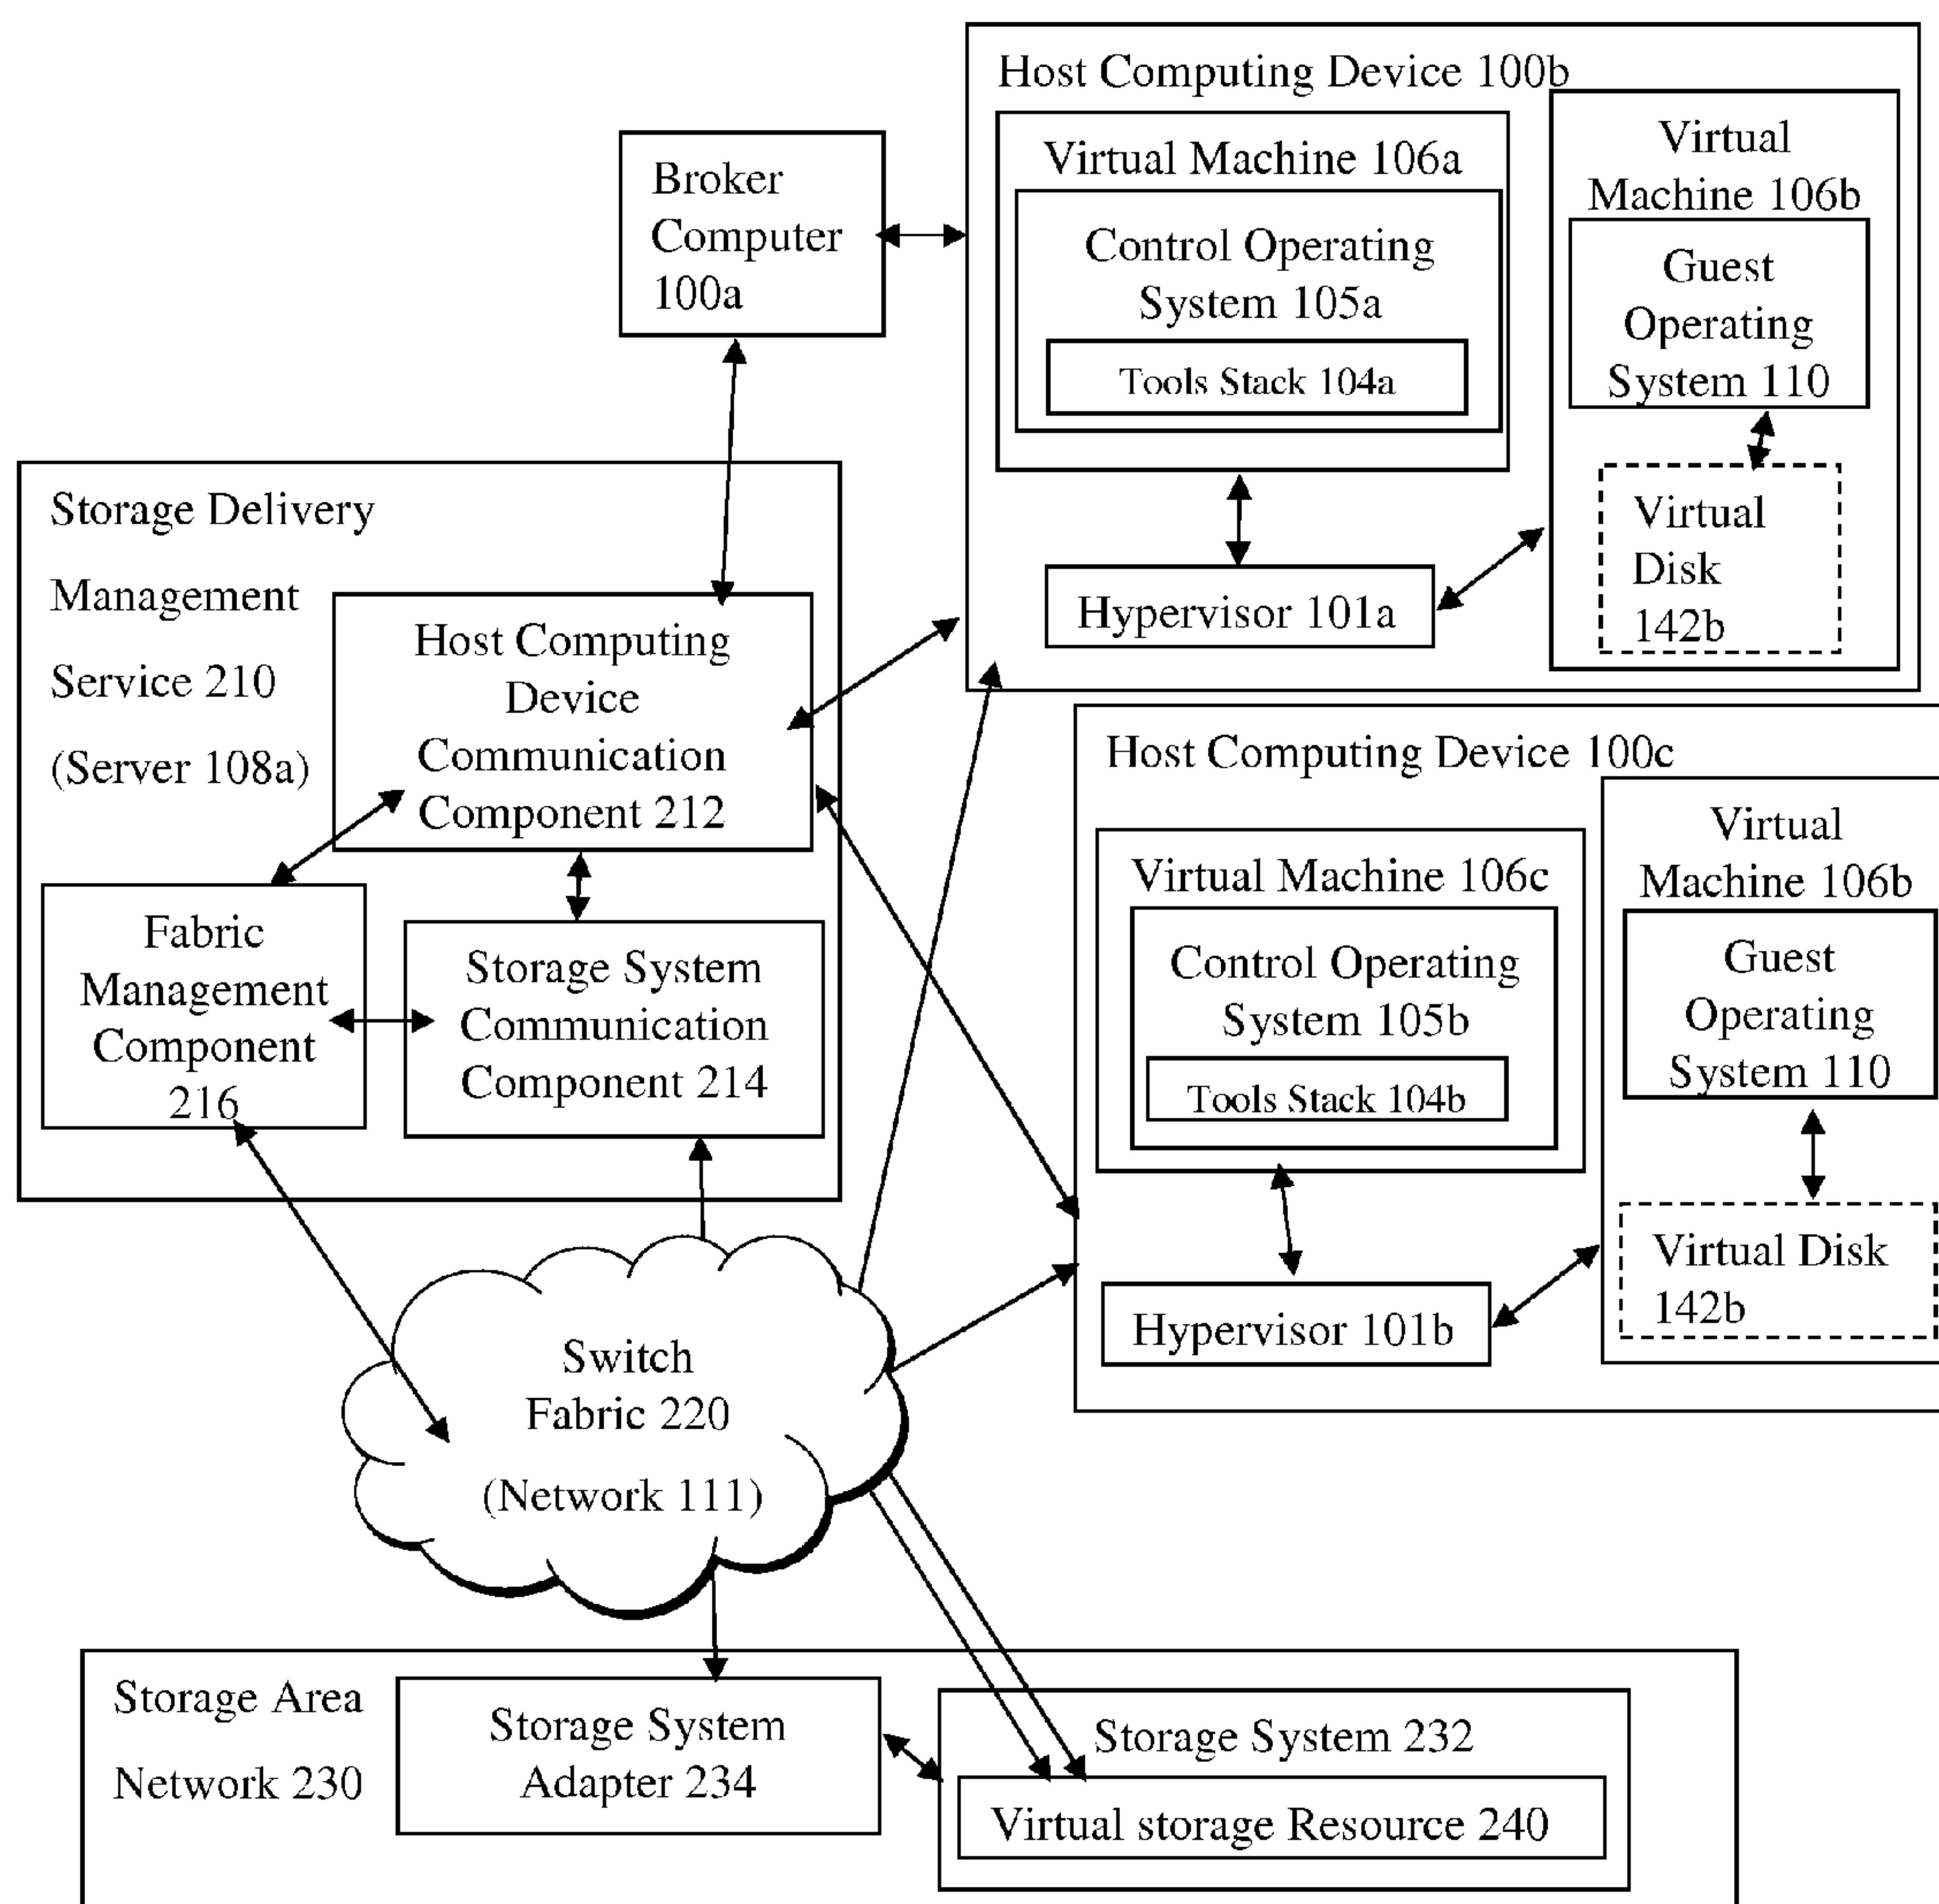 Host Computing Device 100b
Virtual Machine 106a
Control Operating
System 105a
Tools Stack 104a
Virtual
Machine 106b
Guest
Operating
System 110
Virtual
Disk
142b
Hypervisor 101a
Broker
Computer
100a
Storage Delivery
Management
Service 210
(Server 108a)
Host Computing
Device
Communication
Component 212
Fabric
Management
Component
216
Storage System
Communication
Component 214
Host Computing Device 100c
Virtual Machine 106c
Control Operating
System 105b
Tools Stack 104b
Virtual
Machine 106b
Guest
Operating
System 110
Virtual Disk
142b
Hypervisor 101b
Switch
Fabric 220
(Network 111)
Storage Area
Network 230
Storage System
Adapter 234
Storage System 232
Virtual storage Resource 240